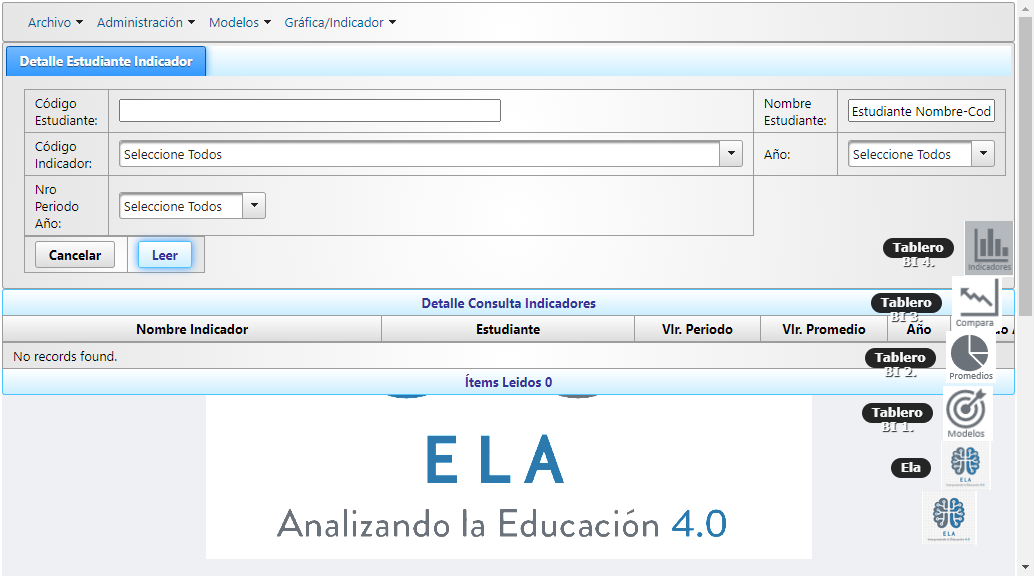 Archivo Administración Modelos Gráfica/Indicador
Detalle Estudiante Indicador
Código
Estudiante:
Nombre
Estudiante:
Estudiante Nombre-Cod
Código
Indicador:
Seleccione Todos
Año:
Seleccione Todos
Nro
Periodo
Año:
Seleccione Todos
Cancelar Leer
Tablero
BI 4.
Indicadores
Detalle Consulta Indicadores
Tablero
BI 3.
Compara
Nombre Indicador Estudiante Vlr. Periodo Vlr. Promedio Año
No records found.
Tablero
BI 2.
Promedios
Ítems Leidos 0
Tablero
BI 1.
Modelos
ELA
Ela
ELA
Analizando la Educación 4.0
ELA